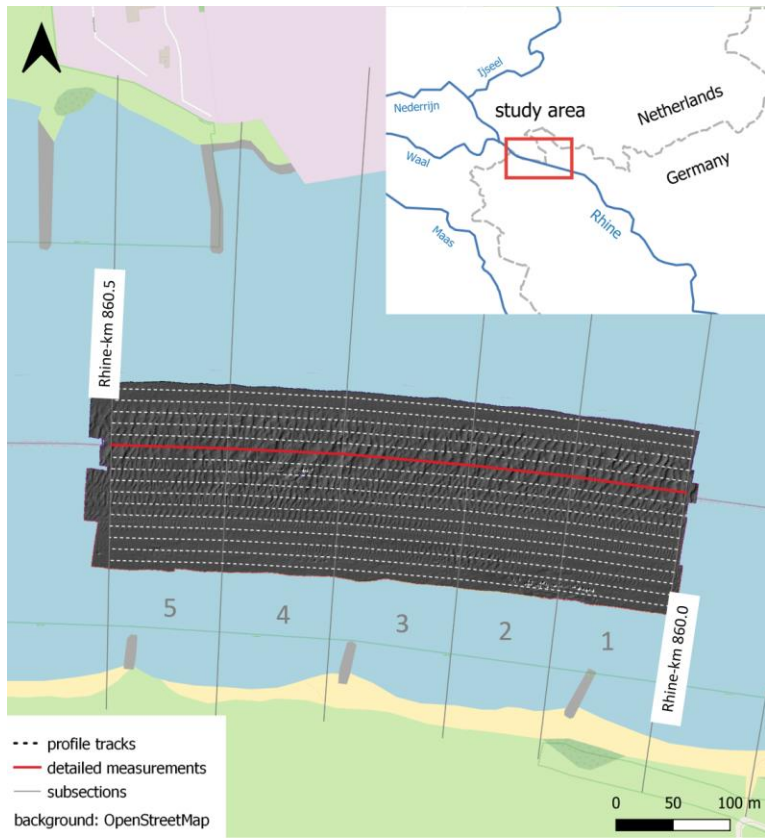 Ijseel
Nederrijn
study area
Netherlands
Waal
Germany
Rhine
Maas
Rhine-km 860.5
5
4
3
2
1
Rhine-km 860.0
profile tracks
detailed measurements
subsections
background: OpenStreetMap
0 50 100 m